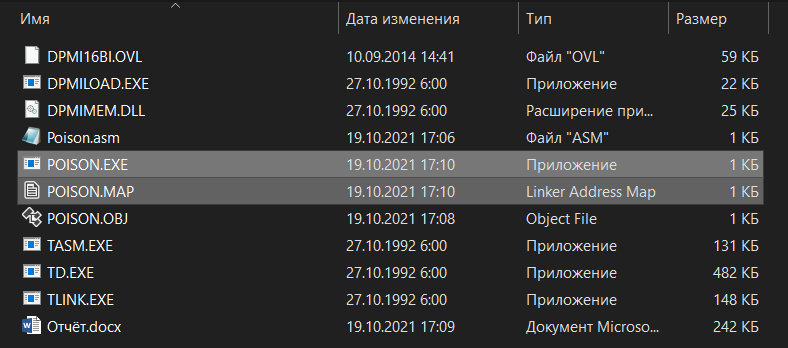 Имя Дата изменения Тип Размер
DPMI16BI.OVL 10.09.2014 14:41 Файл "OVL" 59 КБ
DPMILOAD.EXE 27.10.1992 6:00 Приложение 22 КБ
DPMIMEM.DLL 27.10.1992 6:00 Расширение при... 25 КБ
Poison.asm 19.10.2021 17:06 Файл "ASM" 1 КБ
POISON.EXE 19.10.2021 17:10 Приложение 1 КБ
POISON.MAP 19.10.2021 17:10 Linker Address Map 1 КБ
POISON.OBJ 19.10.2021 17:08 Object File 1 КБ
TASM.EXE 27.10.1992 6:00 Приложение 131 КБ
TD.EXE 27.10.1992 6:00 Приложение 482 КБ
TLINK.EXE 27.10.1992 6:00 Приложение 148 КБ
Отчёт.docx 19.10.2021 17:09 Документ Microso... 242 КБ